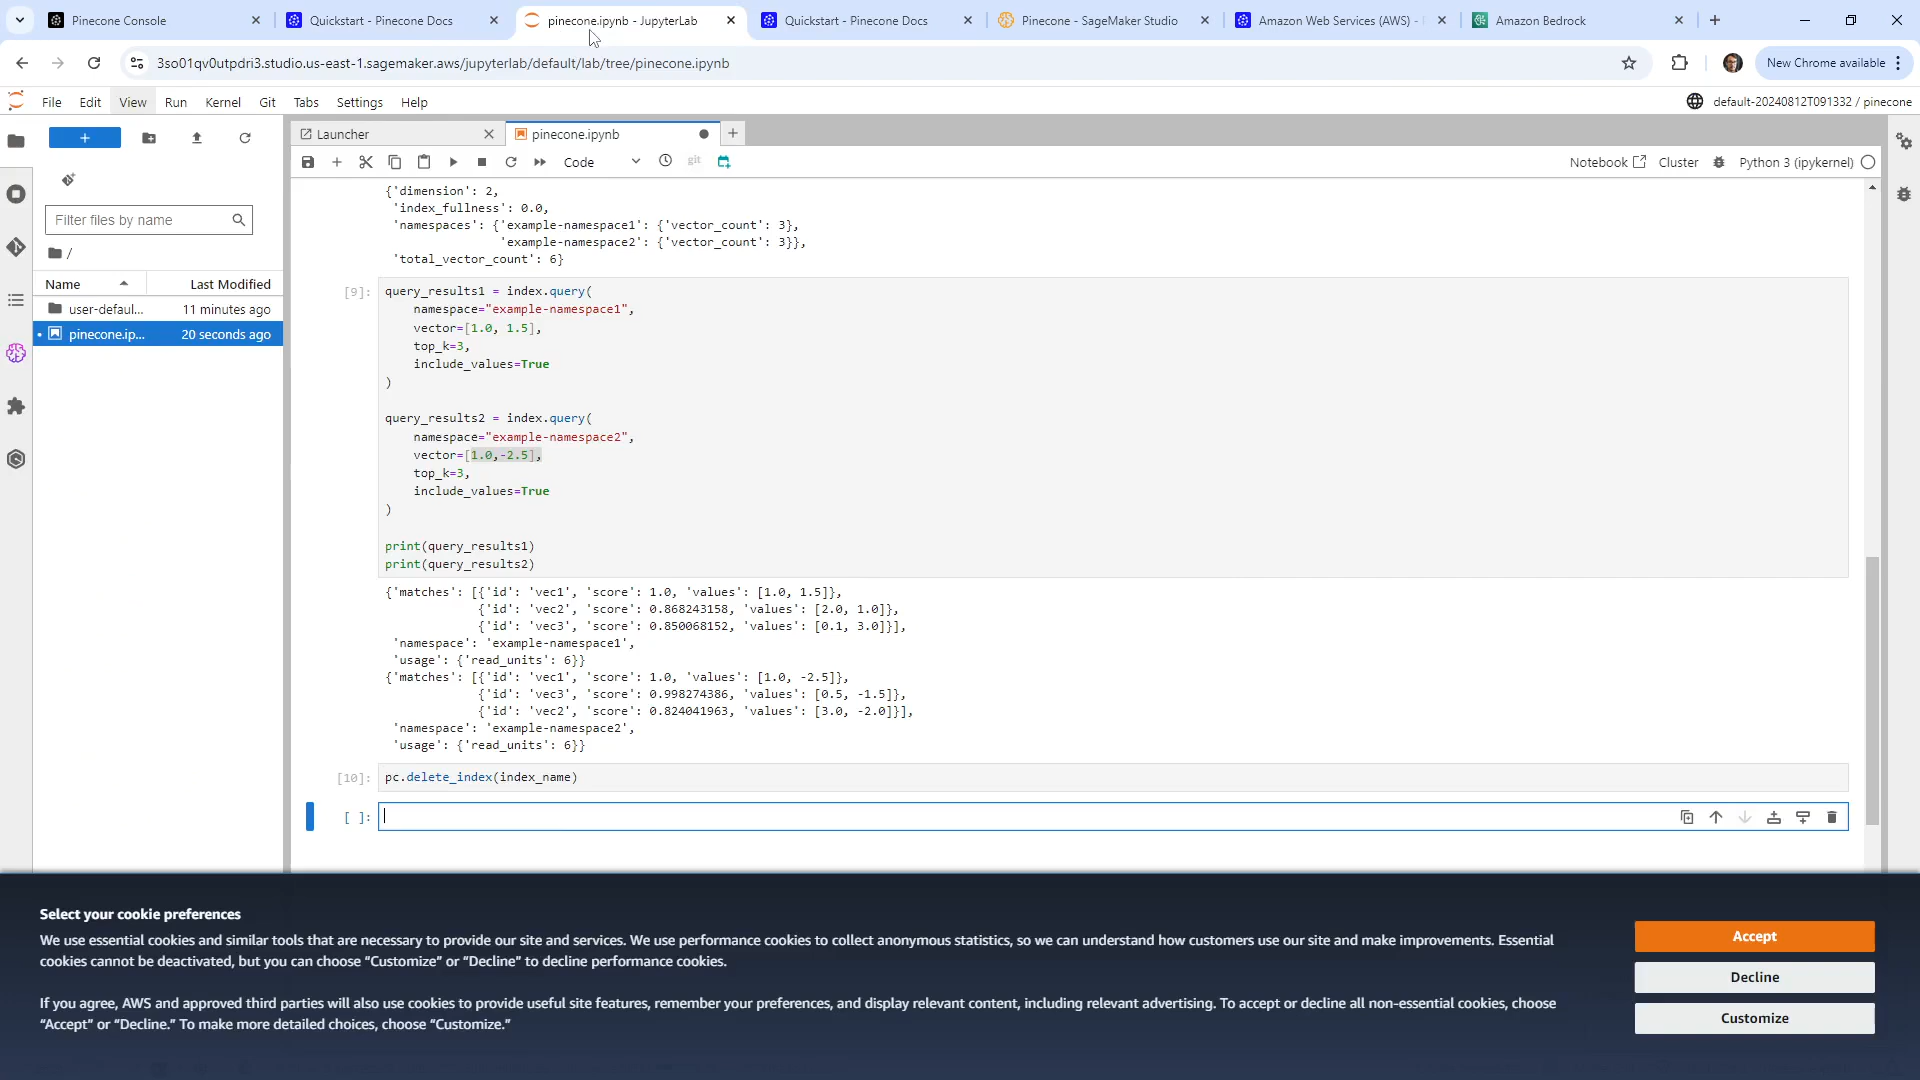 Pinecone Console
Quickstart - Pinecone Docs
pinecone.ipynb - JupyterLab
Quickstart - Pinecone Docs
Pinecone - SageMaker Studio
Amazon Web Services (AWS) -
Amazon Bedrock
3so01qv0utpdri3.studio.us-east-1.sagemaker.aws/jupyterlab/default/lab/tree/pinecone.ipynb
New Chrome available
File Edit View Run Kernel Git Tabs Settings Help
default-20240812T091332 / pinecone
Launcher
pinecone.ipynb
Code
git
Notebook
Cluster
Python 3 (ipykernel)
Filter files by name
/
Name
Last Modified
user-defaul... 11 minutes ago
pinecone.ip... 20 seconds ago
{'dimension': 2,
'index_fullness': 0.0,
'namespaces': {'example-namespace1': {'vector_count': 3},
'example-namespace2': {'vector_count': 3}},
'total_vector_count': 6}
[9]: query_results1 = index.query(
namespace="example-namespace1",
vector=[1.0, 1.5],
top_k=3,
include_values=True
)
query_results2 = index.query(
namespace="example-namespace2",
vector=[1.0,-2.5],
top_k=3,
include_values=True
)
print(query_results1)
print(query_results2)
{'matches': [{'id': 'vec1', 'score': 1.0, 'values': [1.0, 1.5]},
{'id': 'vec2', 'score': 0.868243158, 'values': [2.0, 1.0]},
{'id': 'vec3', 'score': 0.850068152, 'values': [0.1, 3.0]}],
'namespace': 'example-namespace1',
'usage': {'read_units': 6}}
{'matches': [{'id': 'vec1', 'score': 1.0, 'values': [1.0, -2.5]},
{'id': 'vec3', 'score': 0.998274386, 'values': [0.5, -1.5]},
{'id': 'vec2', 'score': 0.824041963, 'values': [3.0, -2.0]}],
'namespace': 'example-namespace2',
'usage': {'read_units': 6}}
[10]: pc.delete_index(index_name)
[ ]:
Select your cookie preferences
We use essential cookies and similar tools that are necessary to provide our site and services. We use performance cookies to collect anonymous statistics, so we can understand how customers use our site and make improvements. Essential
cookies cannot be deactivated, but you can choose “Customize” or “Decline” to decline performance cookies.
If you agree, AWS and approved third parties will also use cookies to provide useful site features, remember your preferences, and display relevant content, including relevant advertising. To accept or decline all non-essential cookies, choose
“Accept” or “Decline.” To make more detailed choices, choose “Customize.”
Accept
Decline
Customize